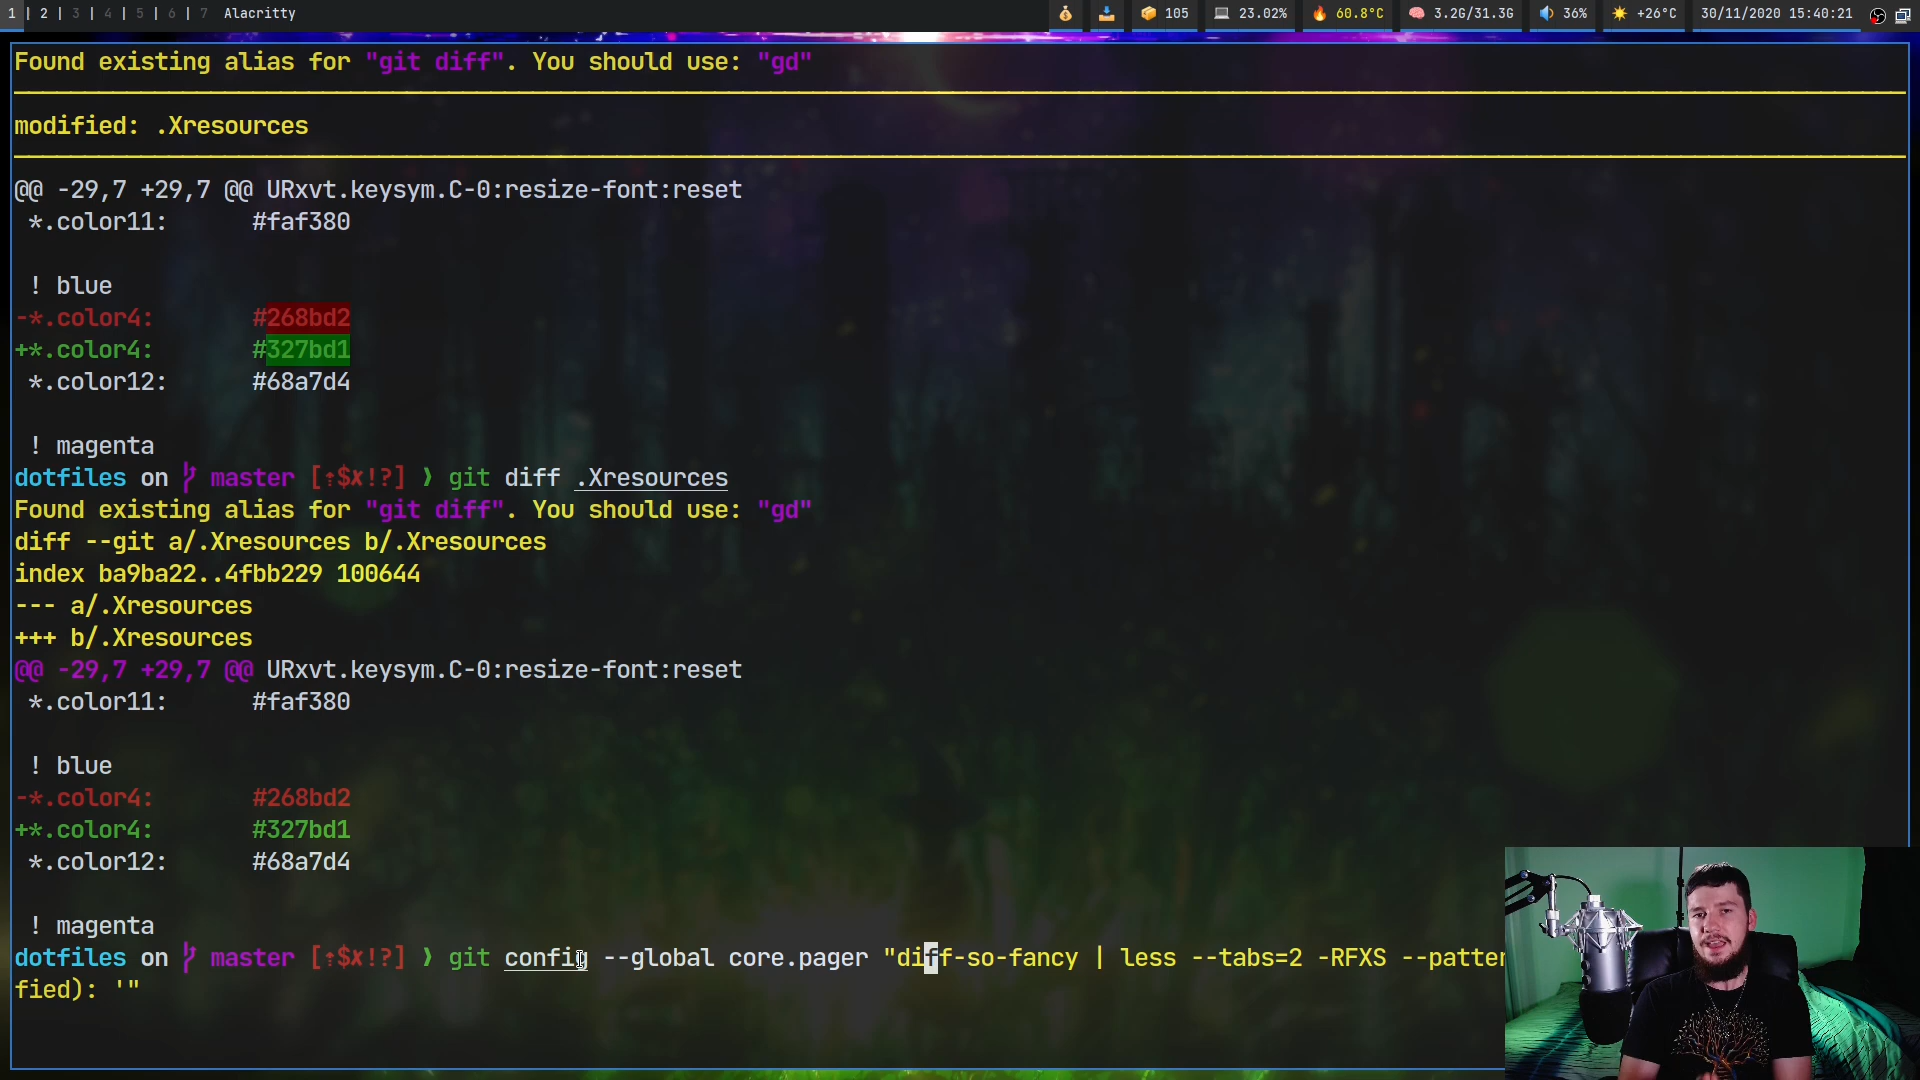 1 | 2 | 3 | 4 | 5 | 6 | 7 Alacritty 105 23.02% 60.8°C 3.2G/31.3G 36% +26°C 30/11/2020 15:40:21
Found existing alias for "git diff". You should use: "gd"
modified: .Xresources
@@ -29,7 +29,7 @@ URxvt.keysym.C-0:resize-font:reset
*.color11: #faf380
! blue
-*.color4: #268bd2
+*.color4: #327bd1
*.color12: #68a7d4
! magenta
dotfiles on master [⇡$✘!?] ❯ git diff .Xresources
Found existing alias for "git diff". You should use: "gd"
diff --git a/.Xresources b/.Xresources
index ba9ba22..4fbb229 100644
--- a/.Xresources
+++ b/.Xresources
@@ -29,7 +29,7 @@ URxvt.keysym.C-0:resize-font:reset
*.color11: #faf380
! blue
-*.color4: #268bd2
+*.color4: #327bd1
*.color12: #68a7d4
! magenta
dotfiles on master [⇡$✘!?] ❯ git config --global core.pager "diff-so-fancy | less --tabs=2 -RFXS --patter
fied): '"